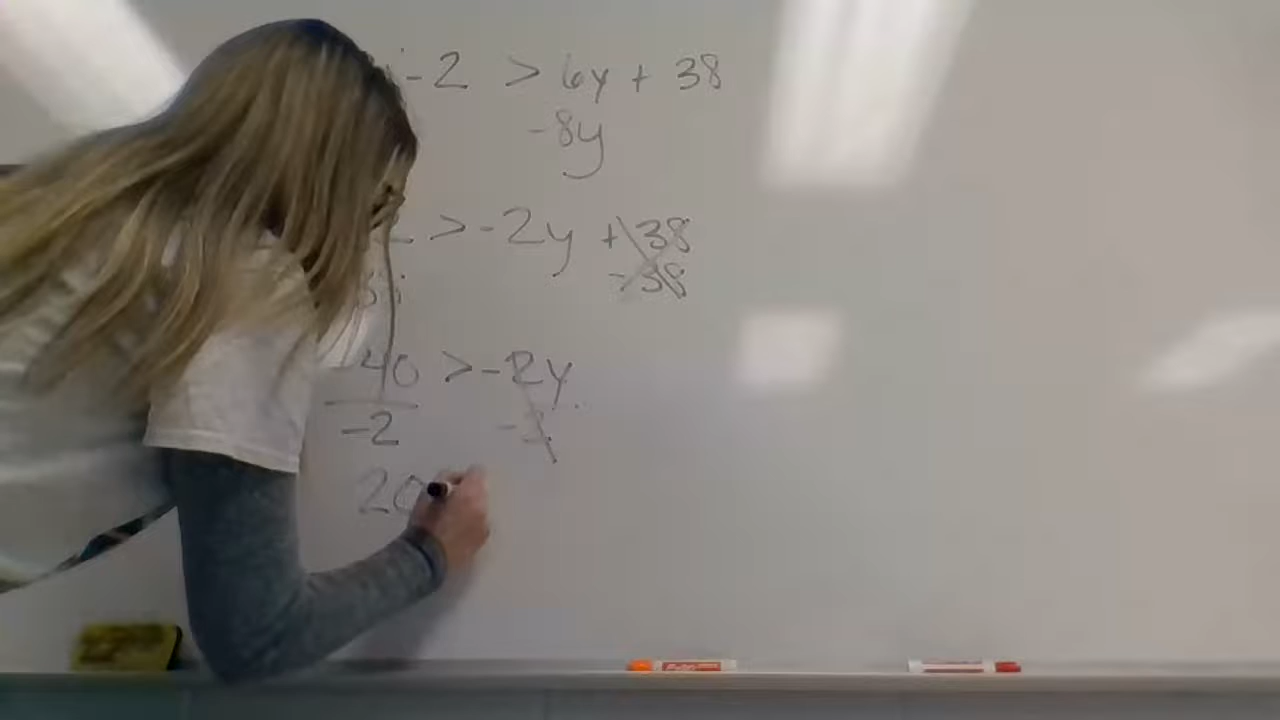 -2 > 6y + 38
-8y
> -2y + 38
-38
-40 > -2y
-2 -2
20